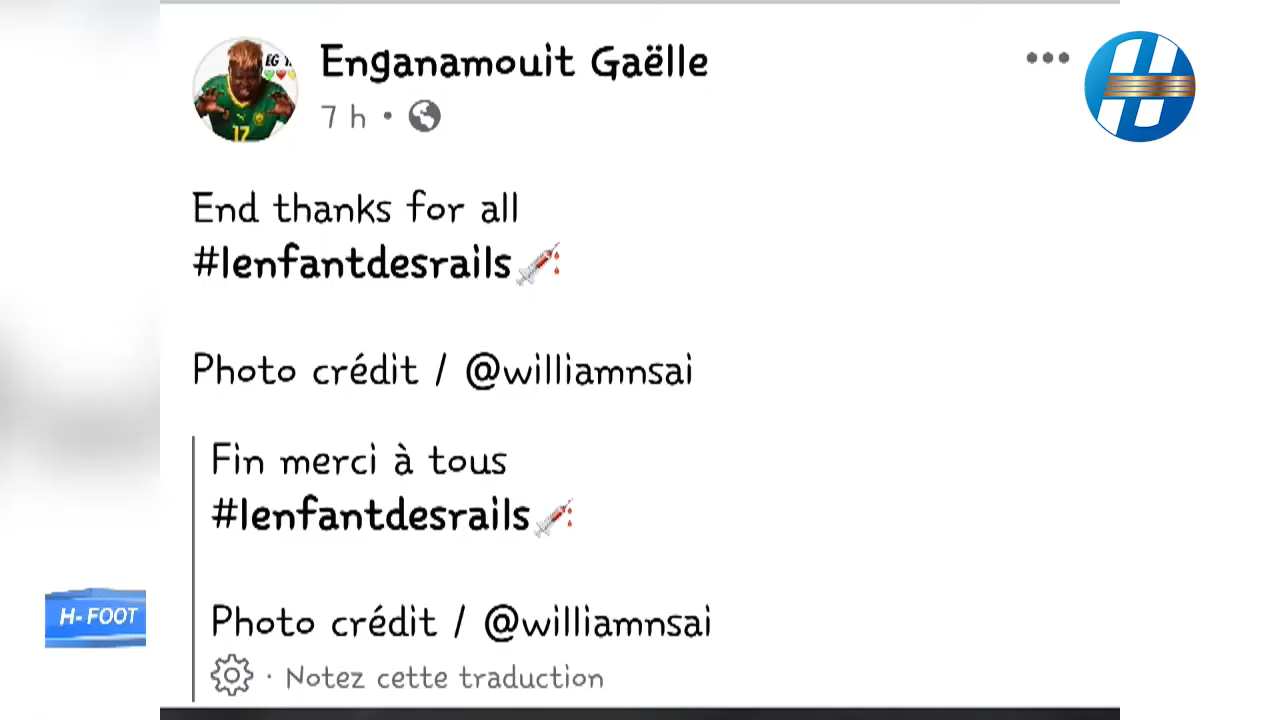 Enganamouit Gaëlle
7 h •
End thanks for all
#lenfantdesrails
Photo crédit / @williamnsai
Fin merci à tous
#lenfantdesrails
Photo crédit / @williamnsai
· Notez cette traduction
H-FOOT
17